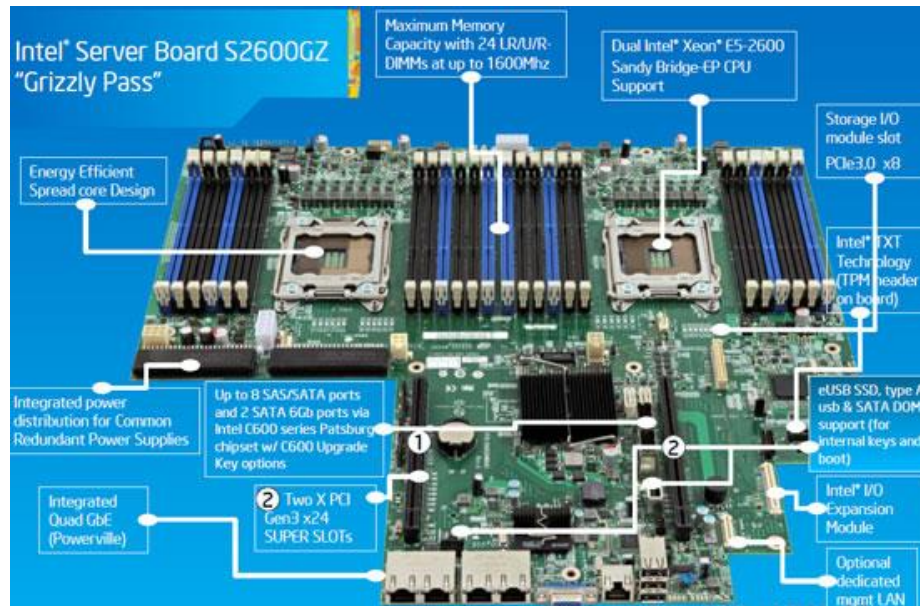 Intel® Server Board S2600GZ
"Grizzly Pass"
Maximum Memory
Capacity with 24 LR/U/R-
DIMMs at up to 1600Mhz
Dual Intel® Xeon® E5-2600
Sandy Bridge-EP CPU
Support
Storage I/O
module slot
PCIe3.0 x8
Energy Efficient
Spread core Design
Intel® TXT
Technology
(TPM header
on board)
Integrated power
distribution for Common
Redundant Power Supplies
Up to 8 SAS/SATA ports
and 2 SATA 6Gb ports via
Intel C600 series Patsburg
chipset w/ C600 Upgrade
Key options
1
2
eUSB SSD, type A
usb & SATA DOM
support (for
internal keys and
boot)
2 Two X PCI
Gen3 x24
SUPER SLOTs
Integrated
Quad GbE
(Powerville)
Intel® I/O
Expansion
Module
Optional
dedicated
mgmt LAN